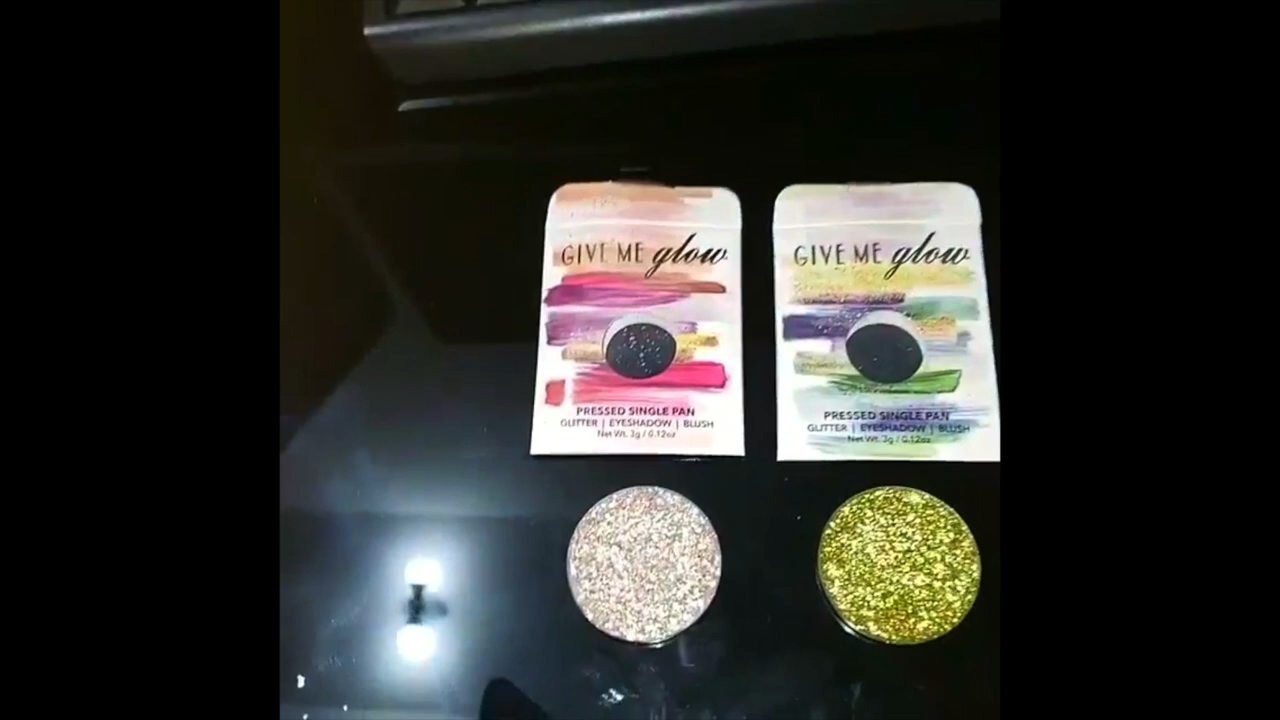 GIVE ME glow
PRESSED SINGLE PAN
GLITTER | EYESHADOW | BLUSH
Net Wt. 3g / 0.12oz
GIVE ME glow
PRESSED SINGLE PAN
GLITTER | EYESHADOW | BLUSH
Net Wt. 3g / 0.12oz